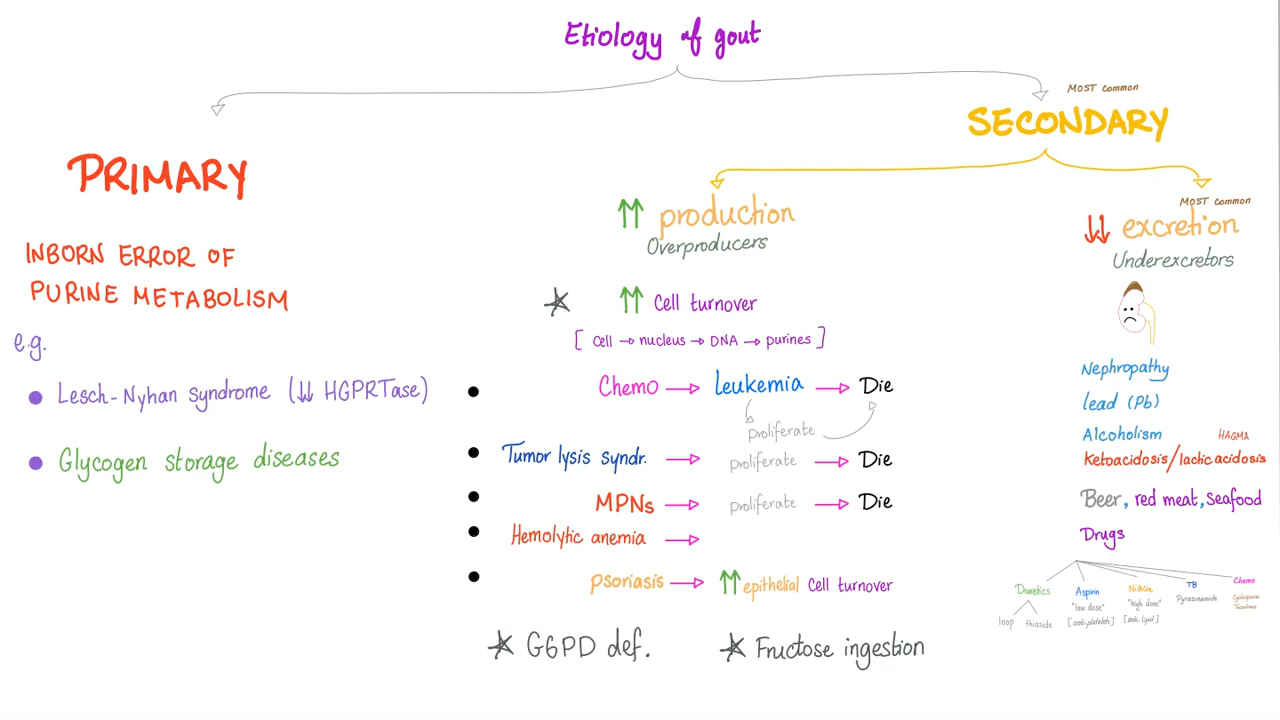 Etiology of gout
PRIMARY
INBORN ERROR OF
PURINE METABOLISM
e.g.
Lesch-Nyhan syndrome (↓↓ HGPRTase)
Glycogen storage diseases
MOST common
SECONDARY
↑↑ production
Overproducers
↑↑ Cell turnover
[ Cell → nucleus → DNA → purines ]
Chemo → leukemia → Die
Proliferate
Tumor lysis syndr. → proliferate → Die
MPNs → proliferate → Die
Hemolytic anemia →
psoriasis → ↑↑ epithelial Cell turnover
G6PD def.
Fructose ingestion
MOST common
↓↓ excretion
Underexcretors
Nephropathy
lead (Pb)
Alcoholism
HAGMA
Ketoacidosis/lactic acidosis
Beer, red meat, seafood
Drugs
Diuretics
loop thiazide
Aspirin
"low dose"
[anti-platelets]
Niacin
"high dose"
[anti-lipid]
TB
Pyrazinamide
Chemo